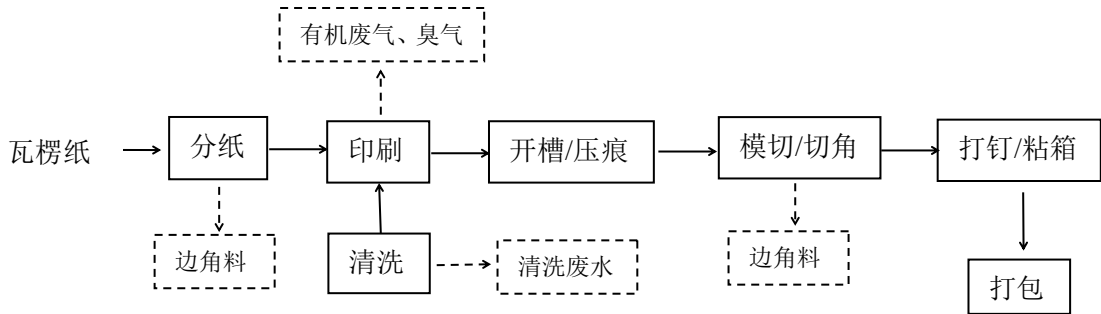 有机废气、臭气
瓦楞纸
分纸
印刷
开槽/压痕
模切/切角
打钉/粘箱
边角料
清洗
清洗废水
边角料
打包